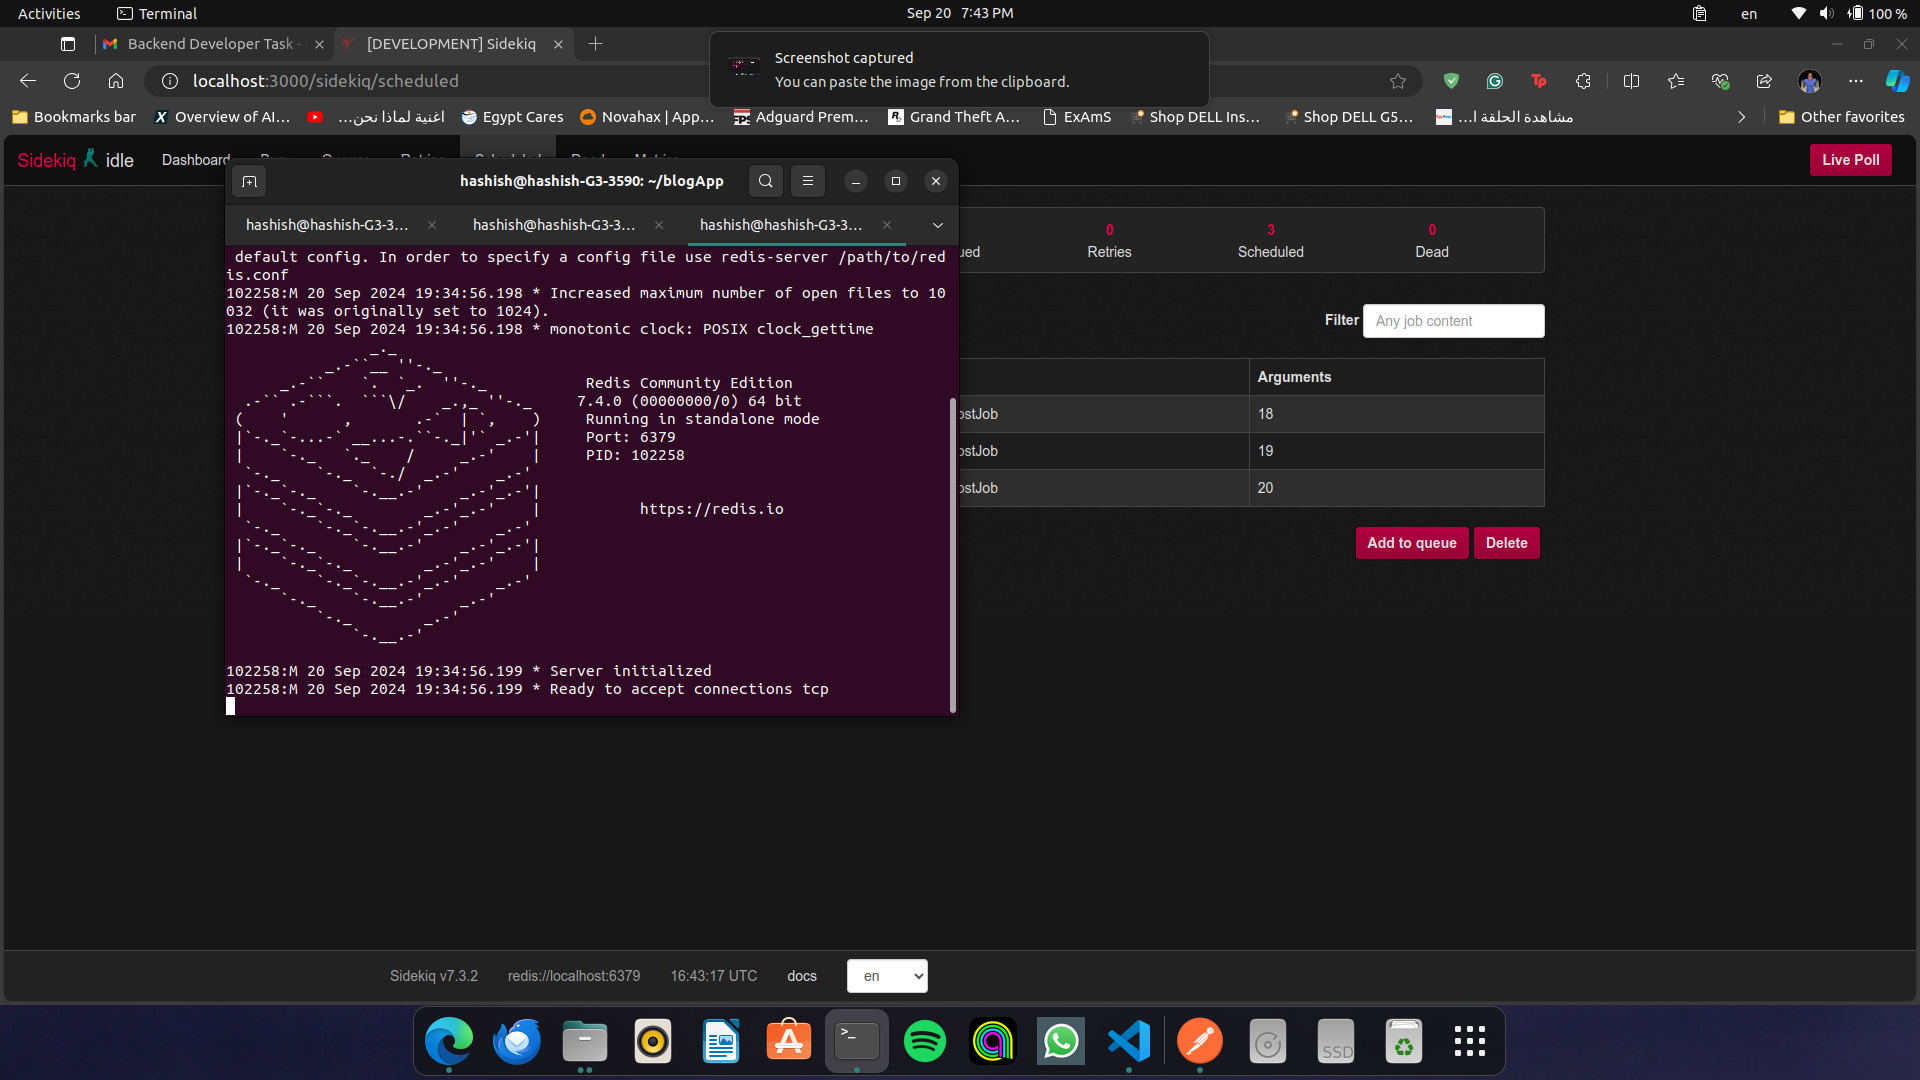 Activities
Terminal
Sep 20 7:43 PM
en
100 %
Backend Developer Task -
[DEVELOPMENT] Sidekiq
Screenshot captured
You can paste the image from the clipboard.
localhost:3000/sidekiq/scheduled
Bookmarks bar
Overview of AI...
اغنية لماذا نحن...
Egypt Cares
Novahax | App...
Adguard Prem...
Grand Theft A...
ExAmS
Shop DELL Ins...
Shop DELL G5...
مشاهدة الحلقة ا...
Other favorites
Sidekiq idle
Dashboard
Live Poll
hashish@hashish-G3-3590: ~/blogApp
hashish@hashish-G3-3...
hashish@hashish-G3-3...
hashish@hashish-G3-3...
default config. In order to specify a config file use redis-server /path/to/red
is.conf
102258:M 20 Sep 2024 19:34:56.198 * Increased maximum number of open files to 10
032 (it was originally set to 1024).
102258:M 20 Sep 2024 19:34:56.198 * monotonic clock: POSIX clock_gettime
Redis Community Edition
7.4.0 (00000000/0) 64 bit
Running in standalone mode
Port: 6379
PID: 102258
https://redis.io
102258:M 20 Sep 2024 19:34:56.199 * Server initialized
102258:M 20 Sep 2024 19:34:56.199 * Ready to accept connections tcp
ued
0
Retries
3
Scheduled
0
Dead
Filter
Any job content
Arguments
ostJob 18
ostJob 19
ostJob 20
Add to queue
Delete
Sidekiq v7.3.2
redis://localhost:6379
16:43:17 UTC
docs
en
SSD